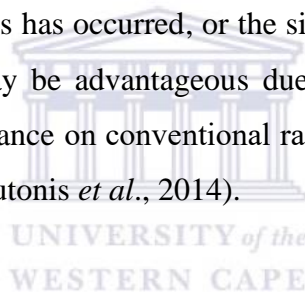 s has occurred, or the si
y be advantageous due
ance on conventional ra
utonis et al., 2014).
UNIVERSITY of the
WESTERN CAPE